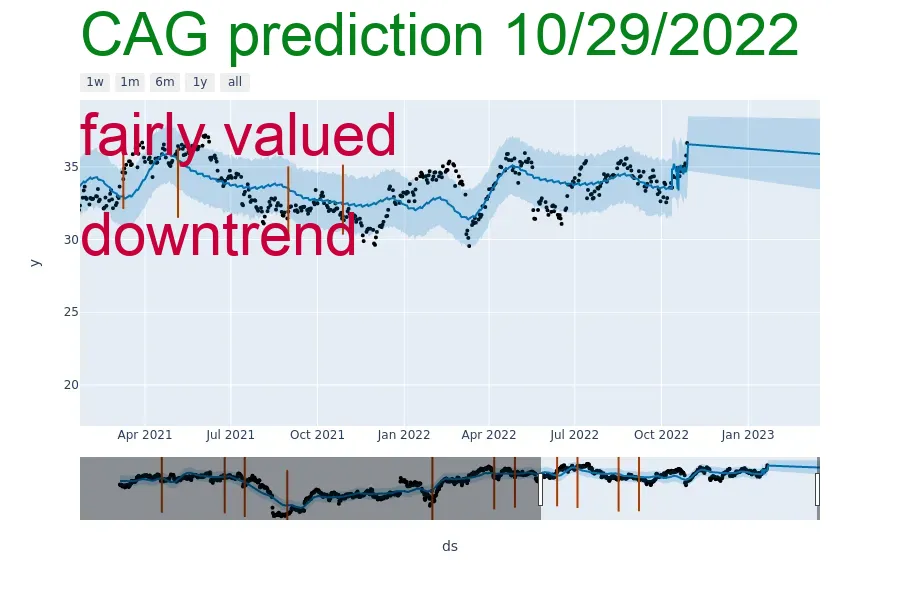 CAG prediction 10/29/2022
1w 1m 6m 1y all
fairly valued
downtrend
35
30
25
20
y
Apr 2021 Jul 2021 Oct 2021 Jan 2022 Apr 2022 Jul 2022 Oct 2022 Jan 2023
ds